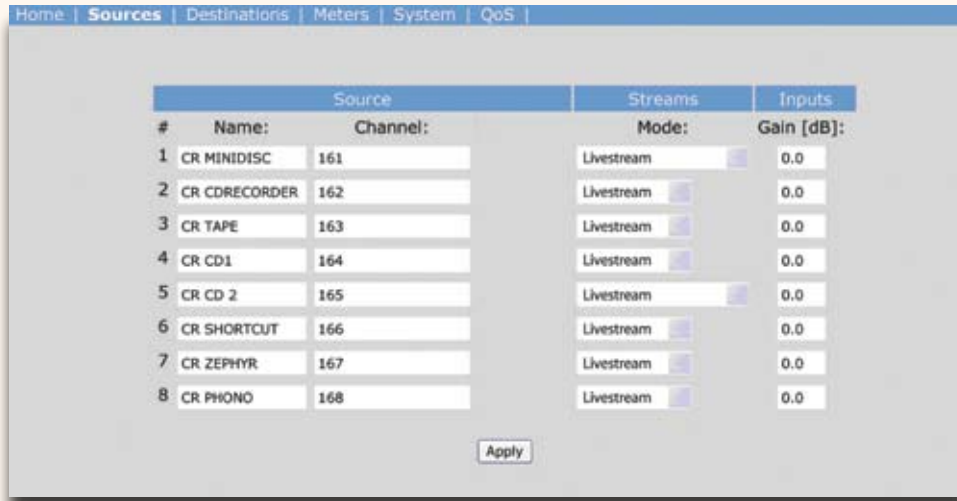 Home | Sources | Destinations | Meters | System | QoS |
Source Streams Inputs
# Name: Channel: Mode: Gain [dB]:
1 CR MINIDISC 161 Livestream 0.0
2 CR CDRECORDER 162 Livestream 0.0
3 CR TAPE 163 Livestream 0.0
4 CR CD1 164 Livestream 0.0
5 CR CD 2 165 Livestream 0.0
6 CR SHORTCUT 166 Livestream 0.0
7 CR ZEPHYR 167 Livestream 0.0
8 CR PHONO 168 Livestream 0.0
Apply